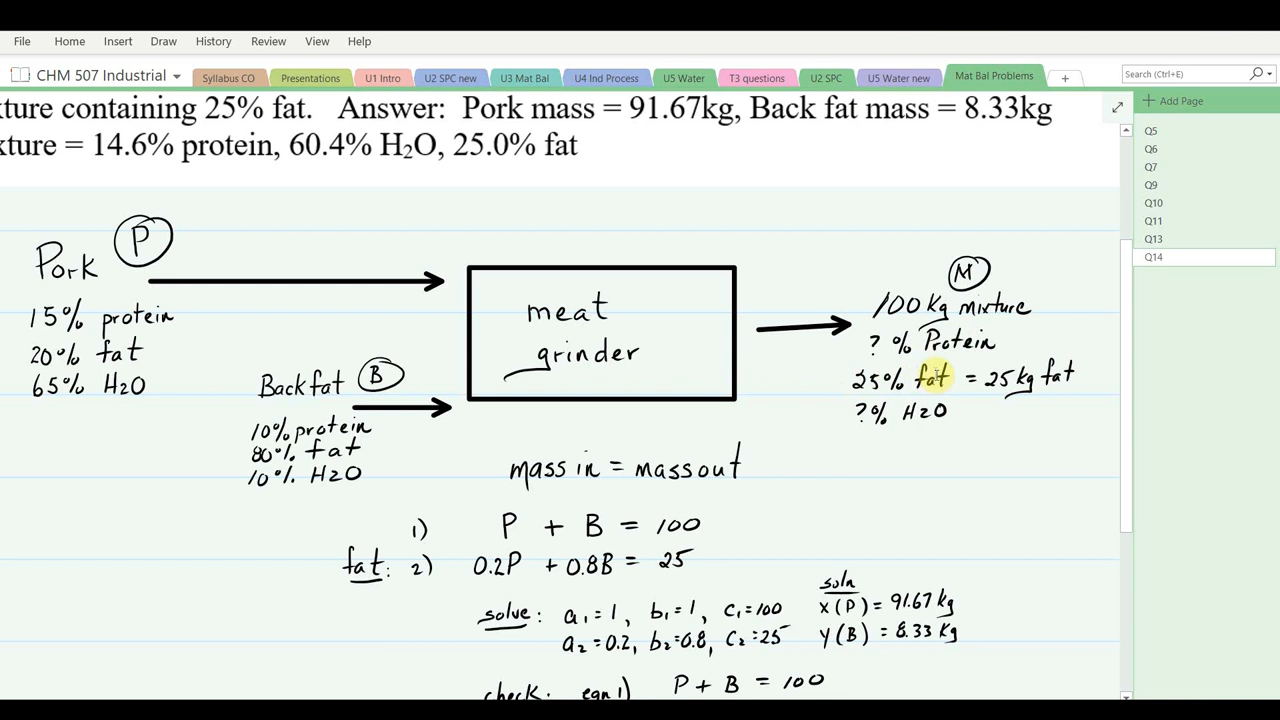 File Home Insert Draw History Review View Help
CHM 507 Industrial Syllabus CO Presentations U1 Intro U2 SPC new U3 Mat Bal U4 Ind Process U5 Water T3 questions U2 SPC U5 Water new Mat Bal Problems + Search (Ctrl+E)
xture containing 25% fat. Answer: Pork mass = 91.67kg, Back fat mass = 8.33kg
xture = 14.6% protein, 60.4% H₂O, 25.0% fat
+ Add Page
Q5
Q6
Q7
Q9
Q10
Q11
Q13
Q14
Pork P
15% protein
20% fat
65% H2O
Backfat B
10% protein
80% fat
10% H2O
meat
grinder
M
100Kg mixture
? % Protein
25% fat = 25kg fat
?% H2O
mass in = mass out
1) P + B = 100
fat: 2) 0.2P + 0.8B = 25
solve: a₁=1, b₁=1, c₁=100
a₂=0.2, b₂=0.8, c₂=25
soln
x(P) = 91.67 kg
y(B) = 8.33 Kg
check: eqn 1) P + B = 100